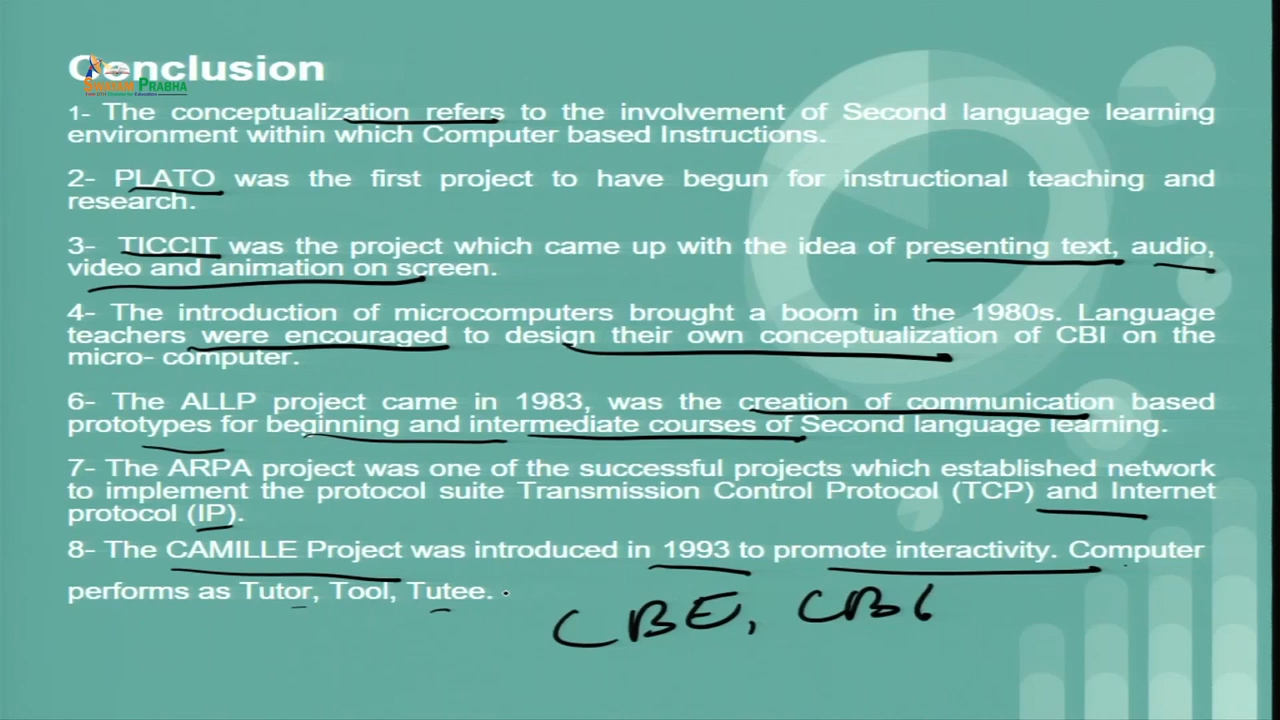 Conclusion
SWAYAM PRABHA
1- The conceptualization refers to the involvement of Second language learning
environment within which Computer based Instructions.
2- PLATO was the first project to have begun for instructional teaching and
research.
3- TICCIT was the project which came up with the idea of presenting text, audio,
video and animation on screen.
4- The introduction of microcomputers brought a boom in the 1980s. Language
teachers were encouraged to design their own conceptualization of CBI on the
micro- computer.
6- The ALLP project came in 1983, was the creation of communication based
prototypes for beginning and intermediate courses of Second language learning.
7- The ARPA project was one of the successful projects which established network
to implement the protocol suite Transmission Control Protocol (TCP) and Internet
protocol (IP).
8- The CAMILLE Project was introduced in 1993 to promote interactivity. Computer
performs as Tutor, Tool, Tutee.
CBE, CB